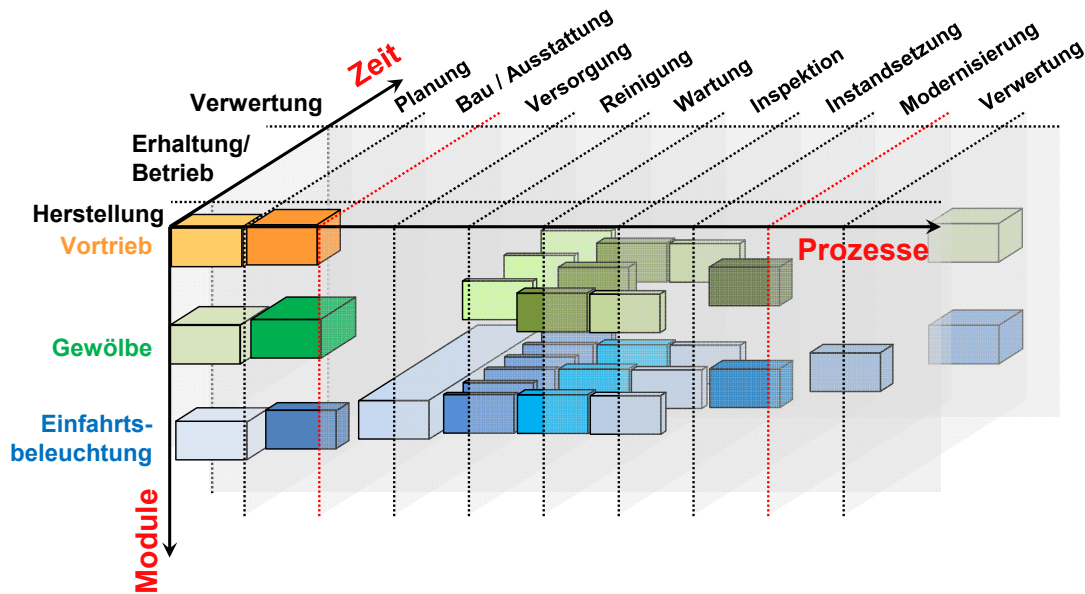 Zeit
Planung
Bau / Ausstattung
Versorgung
Reinigung
Wartung
Inspektion
Instandsetzung
Modernisierung
Verwertung
Verwertung
Erhaltung/
Betrieb
Herstellung
Vortrieb
Prozesse
Gewölbe
Einfahrts-
beleuchtung
Module